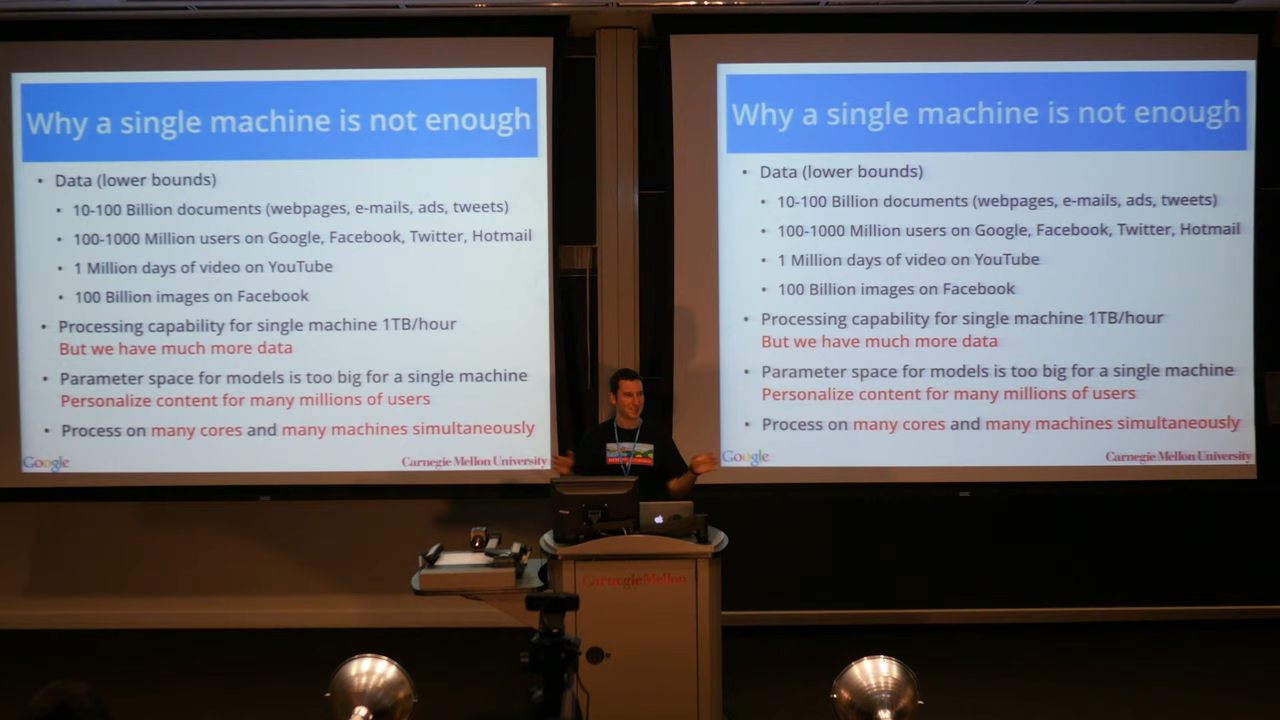 Why a single machine is not enough
• Data (lower bounds)
• 10-100 Billion documents (webpages, e-mails, ads, tweets)
• 100-1000 Million users on Google, Facebook, Twitter, Hotmail
• 1 Million days of video on YouTube
• 100 Billion images on Facebook
• Processing capability for single machine 1TB/hour
But we have much more data
• Parameter space for models is too big for a single machine
Personalize content for many millions of users
• Process on many cores and many machines simultaneously
Google
Carnegie Mellon University
Why a single machine is not enough
• Data (lower bounds)
• 10-100 Billion documents (webpages, e-mails, ads, tweets)
• 100-1000 Million users on Google, Facebook, Twitter, Hotmail
• 1 Million days of video on YouTube
• 100 Billion images on Facebook
• Processing capability for single machine 1TB/hour
But we have much more data
• Parameter space for models is too big for a single machine
Personalize content for many millions of users
• Process on many cores and many machines simultaneously
Google
Carnegie Mellon University
Carnegie Mellon